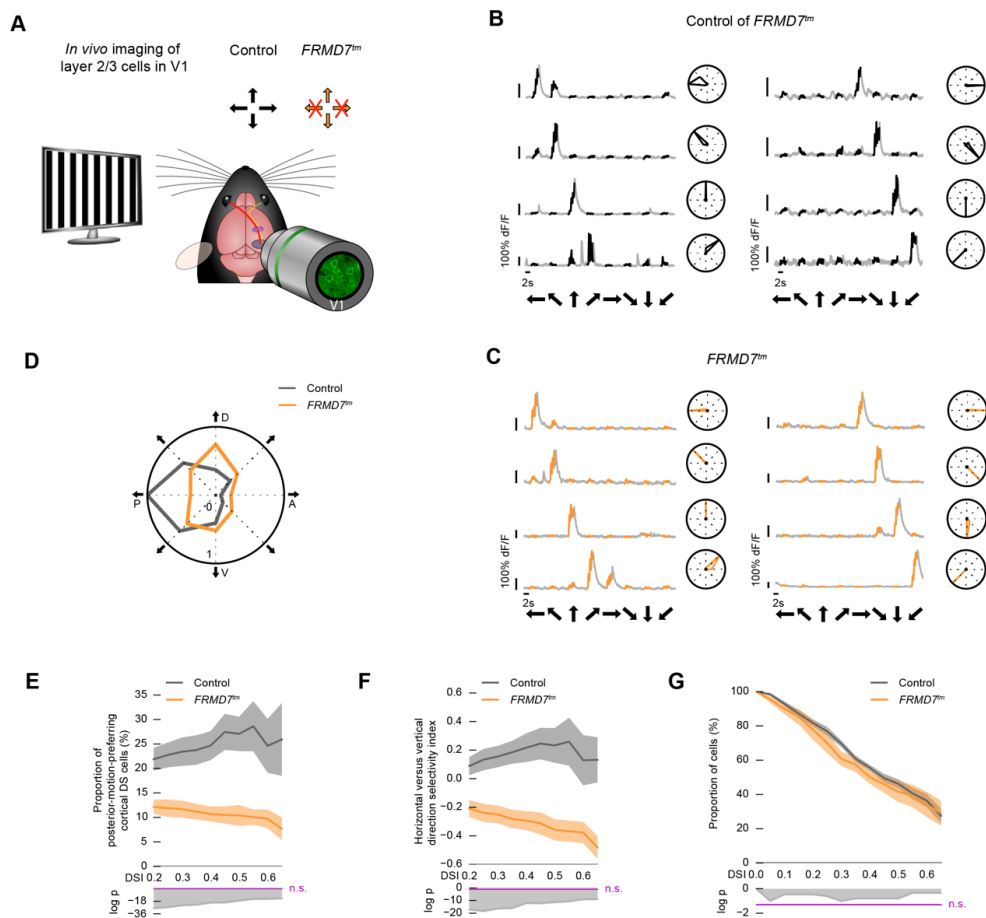 A
In vivo imaging of
layer 2/3 cells in V1
Control
FRMD7tm
V1
B
Control of FRMD7tm
100% dF/F
2s
C
FRMD7tm
100% dF/F
2s
D
Control
FRMD7tm
D
P
A
V
0
1
E
Control
FRMD7tm
Proportion of
posterior-motion-preferring
cortical DS cells (%)
35
30
25
20
15
10
5
0
DSI 0.2 0.3 0.4 0.5 0.6
log p
−18
−36
n.s.
F
Control
FRMD7tm
Horizontal versus vertical
direction selectivity index
0.6
0.4
0.2
0.0
−0.2
−0.4
−0.6
DSI 0.2 0.3 0.4 0.5 0.6
log p
0
−10
−20
n.s.
G
Control
FRMD7tm
Proportion of cells (%)
100
80
60
40
20
0
DSI 0.0 0.1 0.2 0.3 0.4 0.5 0.6
log p
0
−2
n.s.